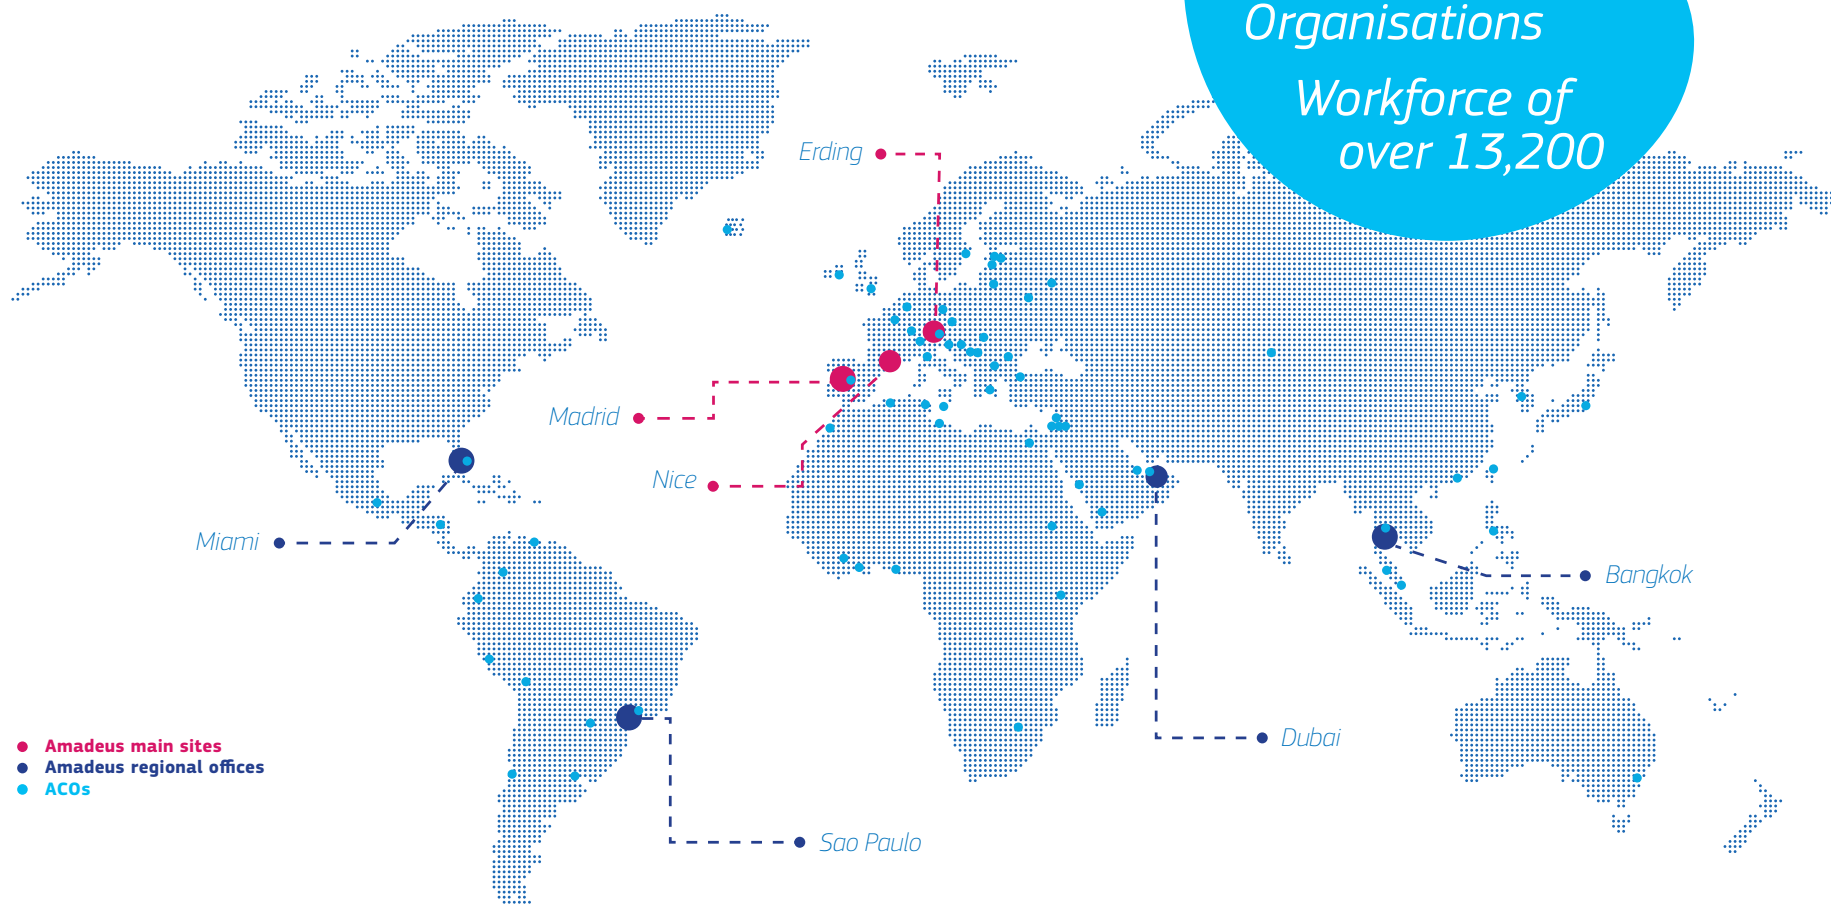 Organisations
Workforce of
over 13,200
Erding
Madrid
Nice
Miami
Bangkok
Dubai
Sao Paulo
Amadeus main sites
Amadeus regional offices
ACOs